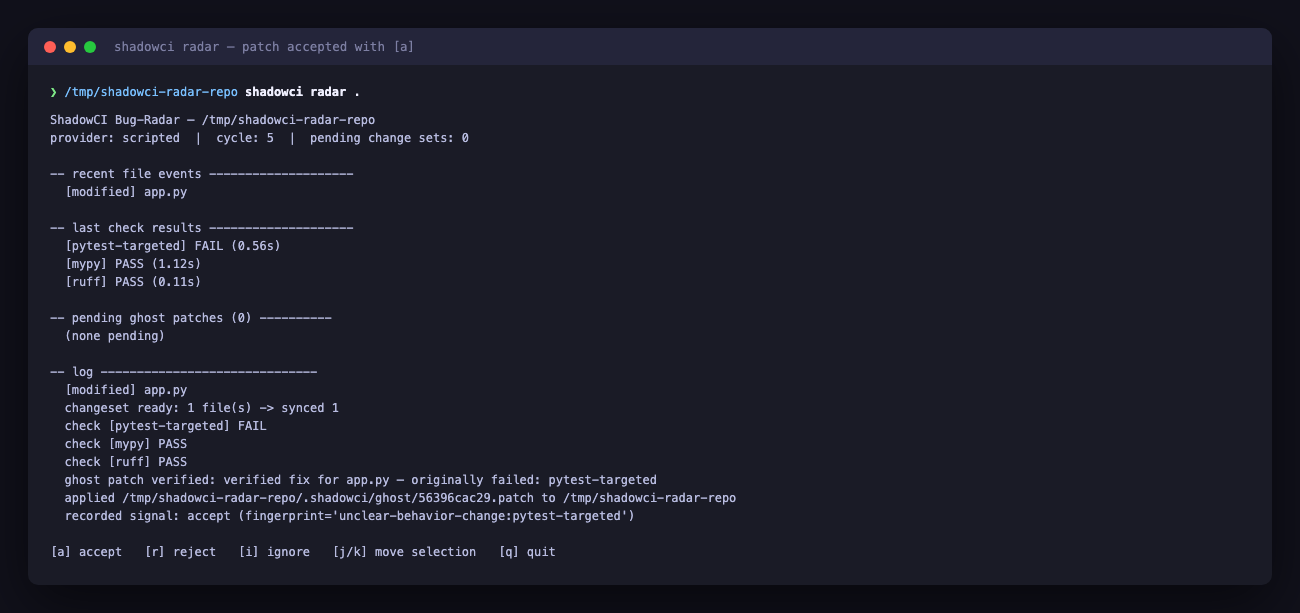 shadowci radar — patch accepted with [a]
❯ /tmp/shadowci-radar-repo shadowci radar .
ShadowCI Bug-Radar — /tmp/shadowci-radar-repo
provider: scripted  |  cycle: 5  |  pending change sets: 0
-- recent file events --------------------
[modified] app.py
-- last check results --------------------
[pytest-targeted] FAIL (0.56s)
[mypy] PASS (1.12s)
[ruff] PASS (0.11s)
-- pending ghost patches (0) ----------
(none pending)
-- log ------------------------------
[modified] app.py
changeset ready: 1 file(s) -> synced 1
check [pytest-targeted] FAIL
check [mypy] PASS
check [ruff] PASS
ghost patch verified: verified fix for app.py — originally failed: pytest-targeted
applied /tmp/shadowci-radar-repo/.shadowci/ghost/56396cac29.patch to /tmp/shadowci-radar-repo
recorded signal: accept (fingerprint='unclear-behavior-change:pytest-targeted')
[a] accept   [r] reject   [i] ignore   [j/k] move selection   [q] quit